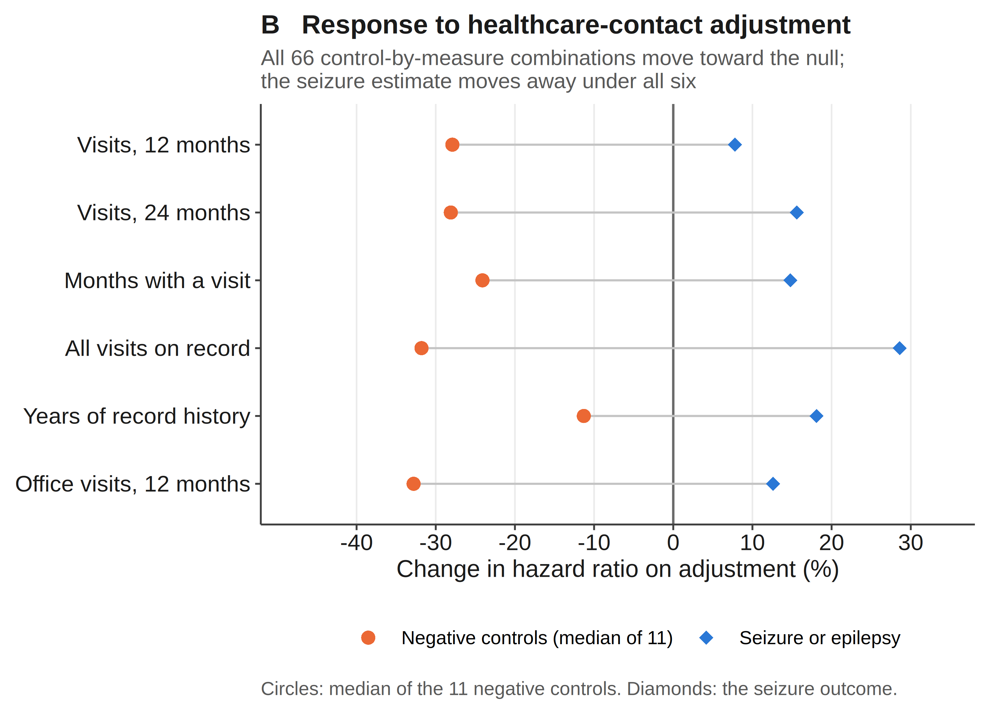 B Response to healthcare-contact adjustment
All 66 control-by-measure combinations move toward the null;
the seizure estimate moves away under all six
Visits, 12 months
Visits, 24 months
Months with a visit
All visits on record
Years of record history
Office visits, 12 months
-40 -30 -20 -10 0 10 20 30
Change in hazard ratio on adjustment (%)
Negative controls (median of 11) Seizure or epilepsy
Circles: median of the 11 negative controls. Diamonds: the seizure outcome.